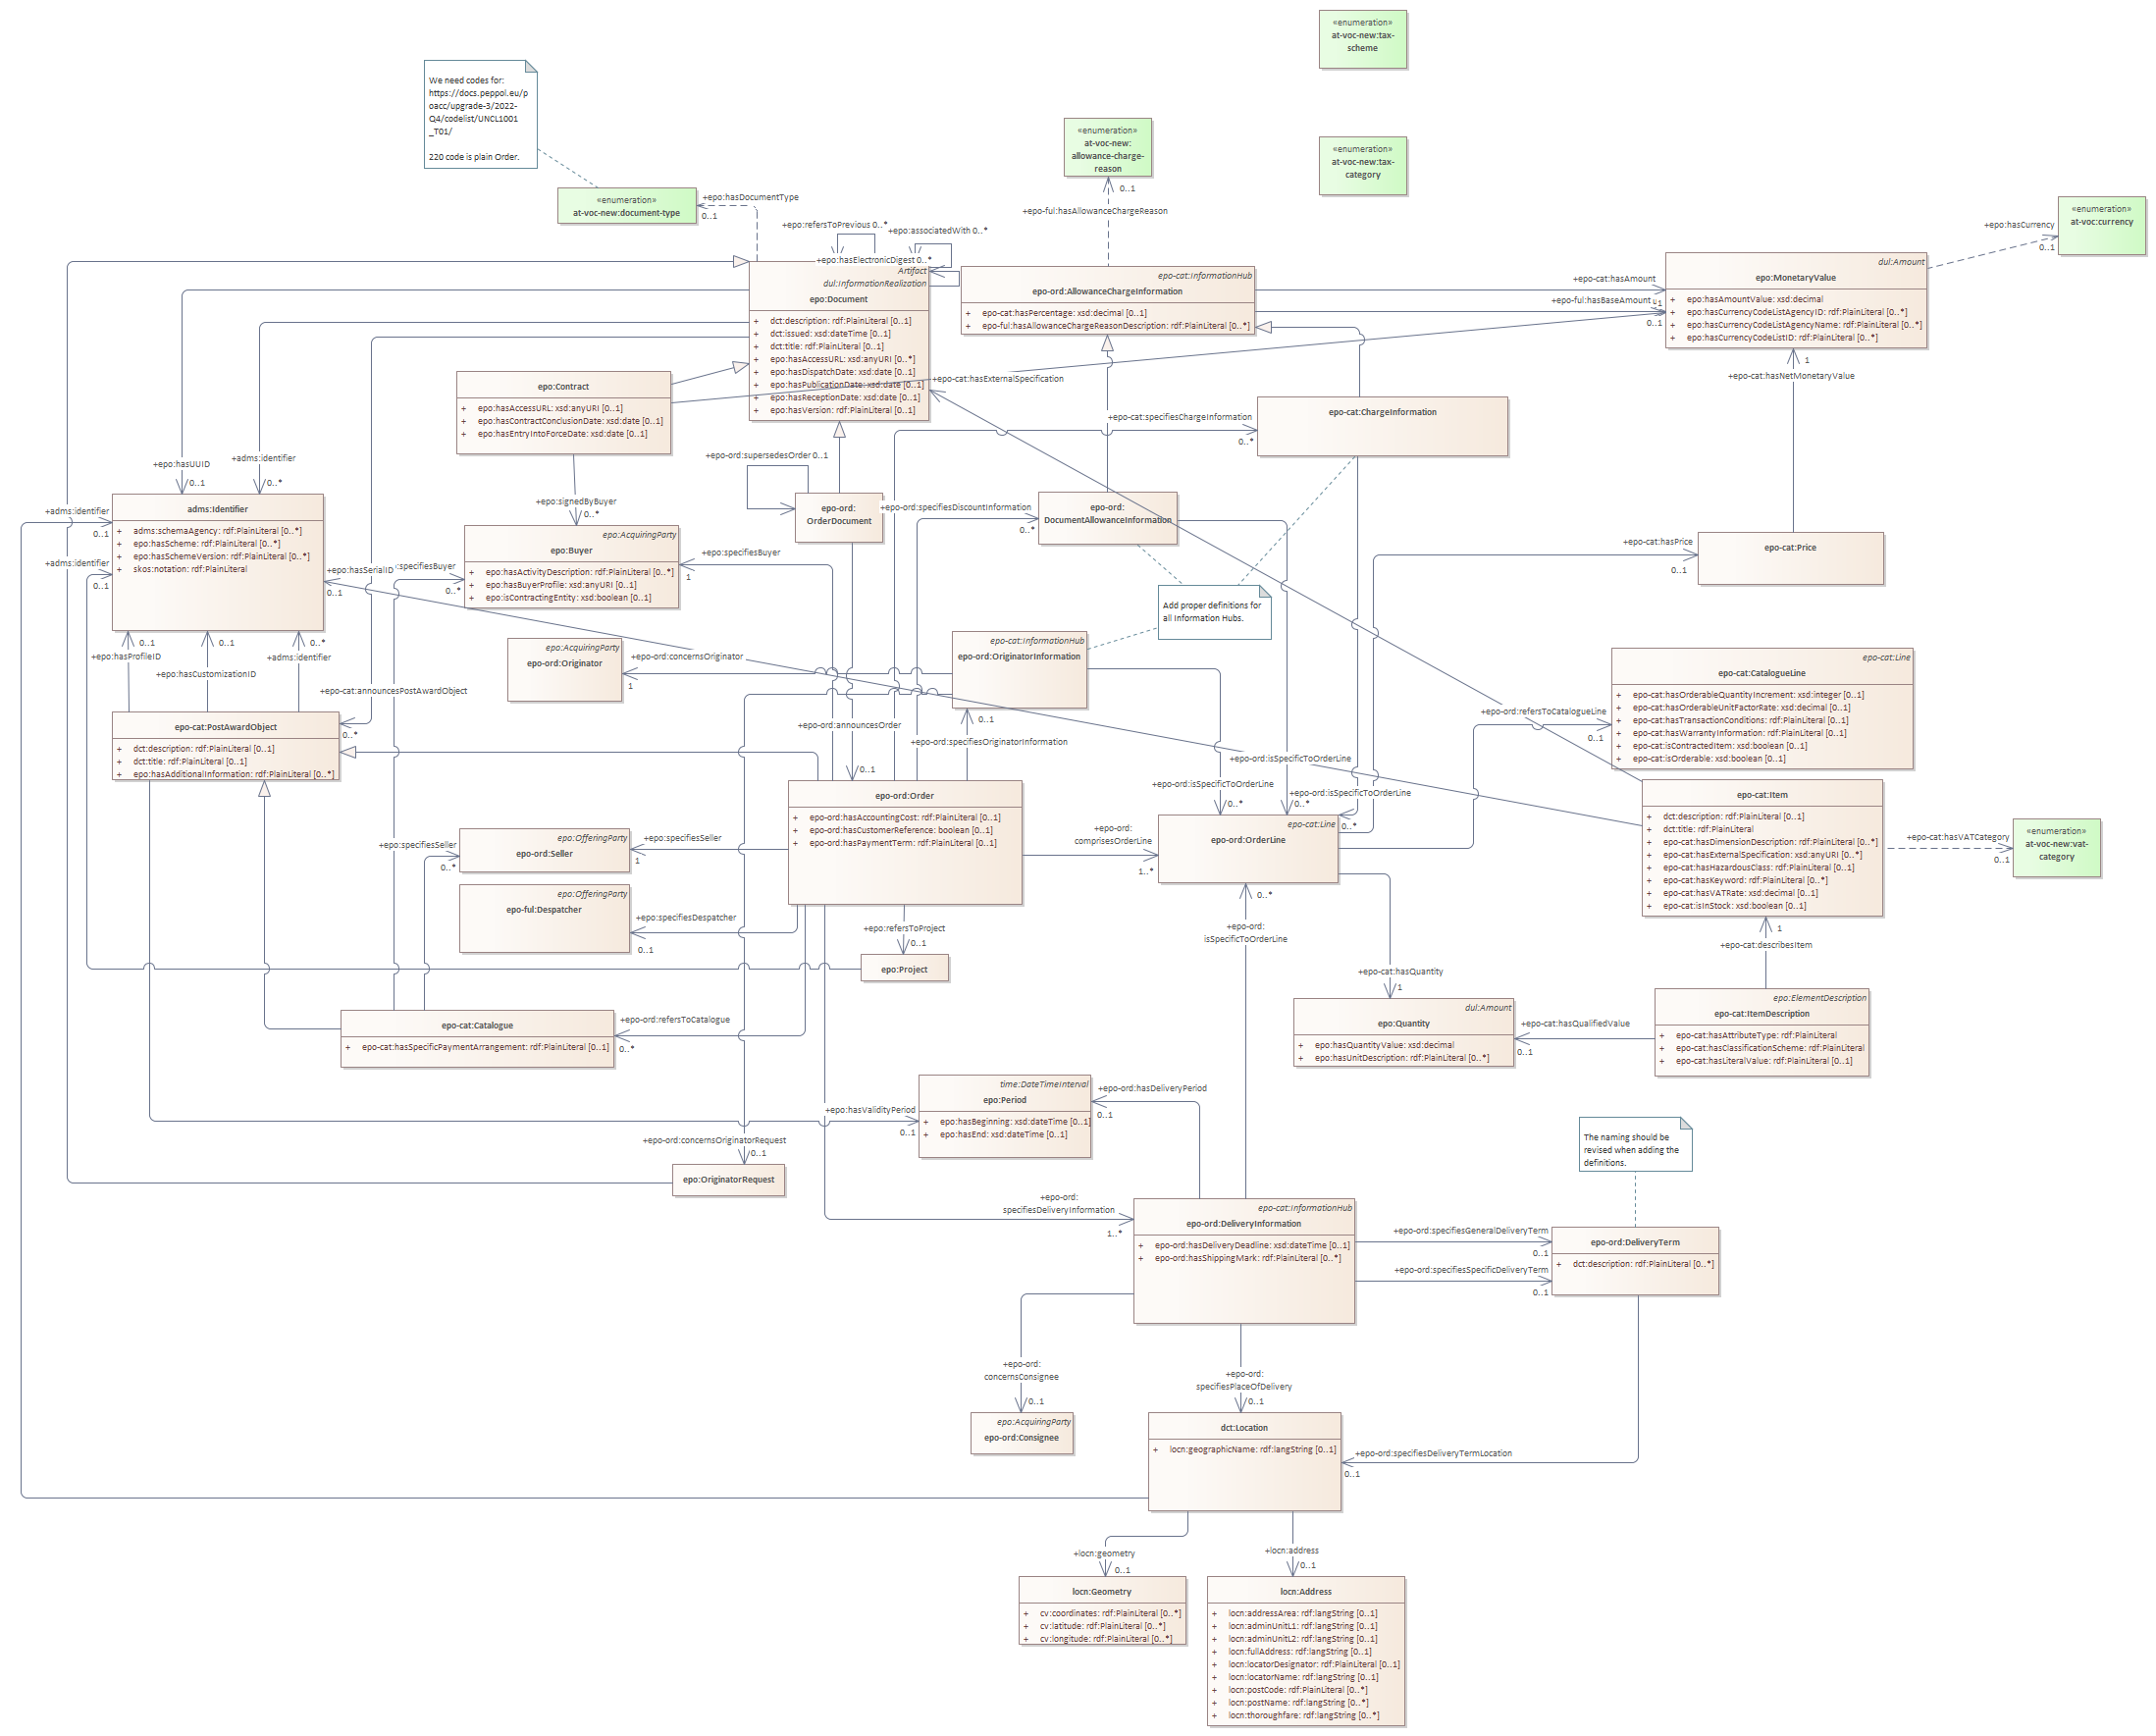 «enumeration»
at-voc-new:tax-
scheme
We need codes for:
https://docs.peppol.eu/p
oacc/upgrade-3/2022-
Q4/codelist/UNCL1001
_T01/
220 code is plain Order.
«enumeration»
at-voc-new:
allowance-charge-
reason
«enumeration»
at-voc-new:tax-
category
«enumeration»
at-voc-new:document-type
+epo:hasDocumentType
0..1
0..1
+epo-ful:hasAllowanceChargeReason
«enumeration»
at-voc:currency
+epo:hasCurrency
0..1
+epo:refersToPrevious 0..*
+epo:associatedWith 0..*
+epo:hasElectronicDigest 0..*
Artifact
dul:InformationRealization
epo:Document
+ dct:description: rdf:PlainLiteral [0..1]
+ dct:issued: xsd:dateTime [0..1]
+ dct:title: rdf:PlainLiteral [0..1]
+ epo:hasAccessURL: xsd:anyURI [0..*]
+ epo:hasDispatchDate: xsd:date [0..1]
+ epo:hasPublicationDate: xsd:date [0..1]
+ epo:hasReceptionDate: xsd:date [0..1]
+ epo:hasVersion: rdf:PlainLiteral [0..1]
epo-cat:InformationHub
epo-ord:AllowanceChargeInformation
+ epo-cat:hasPercentage: xsd:decimal [0..1]
+ epo-ful:hasAllowanceChargeReasonDescription: rdf:PlainLiteral [0..*]
+epo-cat:hasAmount
+epo-ful:hasBaseAmount
0..1
dul:Amount
epo:MonetaryValue
+ epo:hasAmountValue: xsd:decimal
+ epo:hasCurrencyCodeListAgencyID: rdf:PlainLiteral [0..*]
+ epo:hasCurrencyCodeListAgencyName: rdf:PlainLiteral [0..*]
+ epo:hasCurrencyCodeListID: rdf:PlainLiteral [0..*]
epo:Contract
+ epo:hasAccessURL: xsd:anyURI [0..1]
+ epo:hasContractConclusionDate: xsd:date [0..1]
+ epo:hasEntryIntoForceDate: xsd:date [0..1]
+epo-cat:hasExternalSpecification
1
+epo-cat:hasNetMonetaryValue
+epo-cat:specifiesChargeInformation
0..*
epo-cat:ChargeInformation
+epo:hasUUID
0..1
+adms:identifier
0..*
+epo-ord:supersedesOrder 0..1
epo-ord:
OrderDocument
+epo-ord:specifiesDiscountInformation
0..*
epo-ord:
DocumentAllowanceInformation
+epo:signedByBuyer
0..*
+adms:identifier
0..1
adms:Identifier
+ adms:schemaAgency: rdf:PlainLiteral [0..*]
+ epo:hasScheme: rdf:PlainLiteral [0..*]
+ epo:hasSchemeVersion: rdf:PlainLiteral [0..*]
+ skos:notation: rdf:PlainLiteral
+adms:identifier
0..1
epo:AcquiringParty
epo:Buyer
+ epo:hasActivityDescription: rdf:PlainLiteral [0..*]
+ epo:hasBuyerProfile: xsd:anyURI [0..1]
+ epo:isContractingEntity: xsd:boolean [0..1]
+epo:specifiesBuyer
1
+epo:hasSerialID
0..1
specifiesBuyer
0..*
+epo-cat:hasPrice
0..1
epo-cat:Price
Add proper definitions for
all Information Hubs.
epo:AcquiringParty
epo-ord:Originator
+epo-ord:concernsOriginator
1
epo-cat:InformationHub
epo-ord:OriginatorInformation
0..1
+epo:hasProfileID
0..1
+epo:hasCustomizationID
0..*
+adms:identifier
+epo-cat:announcesPostAwardObject
0..*
epo-cat:Line
epo-cat:CatalogueLine
+ epo-cat:hasOrderableQuantityIncrement: xsd:integer [0..1]
+ epo-cat:hasOrderableUnitFactorRate: xsd:decimal [0..1]
+ epo-cat:hasTransactionConditions: rdf:PlainLiteral [0..1]
+ epo-cat:hasWarrantyInformation: rdf:PlainLiteral [0..1]
+ epo-cat:isContractedItem: xsd:boolean [0..1]
+ epo-cat:isOrderable: xsd:boolean [0..1]
+epo-ord:refersToCatalogueLine
0..1
epo-cat:PostAwardObject
+ dct:description: rdf:PlainLiteral [0..1]
+ dct:title: rdf:PlainLiteral [0..1]
+ epo:hasAdditionalInformation: rdf:PlainLiteral [0..*]
+epo-ord:announcesOrder
0..1
0..1
+epo-ord:specifiesOriginatorInformation
+epo-ord:isSpecificToOrderLine
+epo-ord:isSpecificToOrderLine
0..*
+epo-ord:isSpecificToOrderLine
0..*
0..*
epo-ord:Order
+ epo-ord:hasAccountingCost: rdf:PlainLiteral [0..1]
+ epo-ord:hasCustomerReference: boolean [0..1]
+ epo-ord:hasPaymentTerm: rdf:PlainLiteral [0..1]
+epo-ord:
comprisesOrderLine
1..*
epo-cat:Line
epo-ord:OrderLine
epo-cat:Item
+ dct:description: rdf:PlainLiteral [0..1]
+ dct:title: rdf:PlainLiteral
+ epo-cat:hasDimensionDescription: rdf:PlainLiteral [0..*]
+ epo-cat:hasExternalSpecification: xsd:anyURI [0..*]
+ epo-cat:hasHazardousClass: rdf:PlainLiteral [0..1]
+ epo-cat:hasKeyword: rdf:PlainLiteral [0..*]
+ epo-cat:hasVATRate: xsd:decimal [0..1]
+ epo-cat:isInStock: xsd:boolean [0..1]
+epo-cat:hasVATCategory
0..1
«enumeration»
at-voc-new:vat-
category
+epo:specifiesSeller
0..*
epo:OfferingParty
epo-ord:Seller
+epo:specifiesSeller
1
epo:OfferingParty
epo-ful:Despatcher
+epo:specifiesDespatcher
0..1
+epo:refersToProject
0..1
epo:Project
0..*
+epo-ord:
isSpecificToOrderLine
1
+epo-cat:describesItem
+epo-cat:hasQuantity
1
epo-cat:Catalogue
+ epo-cat:hasSpecificPaymentArrangement: rdf:PlainLiteral [0..1]
+epo-ord:refersToCatalogue
0..*
dul:Amount
epo:Quantity
+ epo:hasQuantityValue: xsd:decimal
+ epo:hasUnitDescription: rdf:PlainLiteral [0..*]
+epo-cat:hasQualifiedValue
0..1
epo:ElementDescription
epo-cat:ItemDescription
+ epo-cat:hasAttributeType: rdf:PlainLiteral
+ epo-cat:hasClassificationScheme: rdf:PlainLiteral
+ epo-cat:hasLiteralValue: rdf:PlainLiteral [0..1]
+epo:hasValidityPeriod
0..1
time:DateTimeInterval
epo:Period
+ epo:hasBeginning: xsd:dateTime [0..1]
+ epo:hasEnd: xsd:dateTime [0..1]
+epo-ord:hasDeliveryPeriod
0..1
+epo-ord:concernsOriginatorRequest
0..1
epo:OriginatorRequest
The naming should be
revised when adding the
definitions.
+epo-ord:
specifiesDeliveryInformation
1..*
epo-cat:InformationHub
epo-ord:DeliveryInformation
+ epo-ord:hasDeliveryDeadline: xsd:dateTime [0..1]
+ epo-ord:hasShippingMark: rdf:PlainLiteral [0..*]
+epo-ord:specifiesGeneralDeliveryTerm
0..1
+epo-ord:specifiesSpecificDeliveryTerm
0..1
epo-ord:DeliveryTerm
+ dct:description: rdf:PlainLiteral [0..*]
+epo-ord:
concernsConsignee
0..1
epo:AcquiringParty
epo-ord:Consignee
+epo-ord:
specifiesPlaceOfDelivery
0..1
dct:Location
+ locn:geographicName: rdf:langString [0..1]
+epo-ord:specifiesDeliveryTermLocation
0..1
+locn:geometry
0..1
+locn:address
0..1
locn:Geometry
+ cv:coordinates: rdf:PlainLiteral [0..*]
+ cv:latitude: rdf:PlainLiteral [0..*]
+ cv:longitude: rdf:PlainLiteral [0..*]
locn:Address
+ locn:addressArea: rdf:langString [0..1]
+ locn:adminUnitL1: rdf:langString [0..1]
+ locn:adminUnitL2: rdf:langString [0..1]
+ locn:fullAddress: rdf:langString [0..1]
+ locn:locatorDesignator: rdf:PlainLiteral [0..1]
+ locn:locatorName: rdf:langString [0..1]
+ locn:postCode: rdf:PlainLiteral [0..*]
+ locn:postName: rdf:langString [0..*]
+ locn:thoroughfare: rdf:langString [0..*]